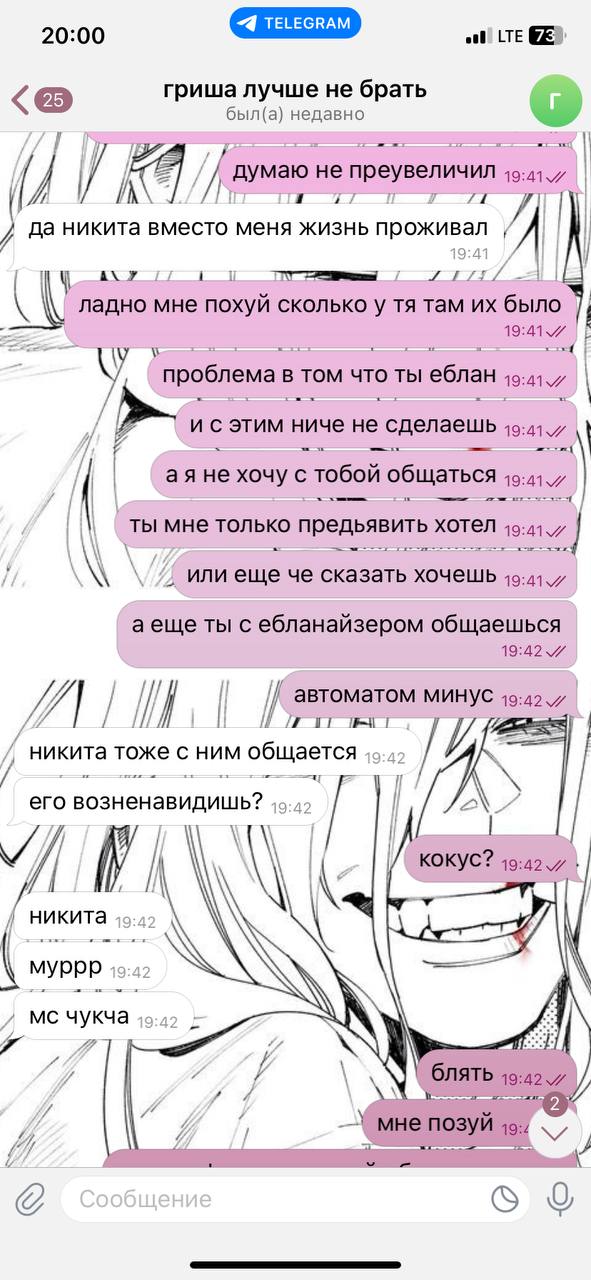 20:00
TELEGRAM
LTE
73
25
гриша лучше не брать
был(а) недавно
Г
думаю не преувеличил 19:41
да никита вместо меня жизнь проживал
19:41
ладно мне похуй сколько у тя там их было
19:41
проблема в том что ты еблан 19:41
и с этим ниче не сделаешь 19:41
а я не хочу с тобой общаться 19:41
ты мне только предьявить хотел 19:41
или еще че сказать хочешь 19:41
а еще ты с ебланайзером общаешься
19:42
автоматом минус 19:42
никита тоже с ним общается 19:42
его возненавидишь? 19:42
кокус? 19:42
никита 19:42
муррр 19:42
мс чукча 19:42
блять 19:42
2
мне позуй
Сообщение